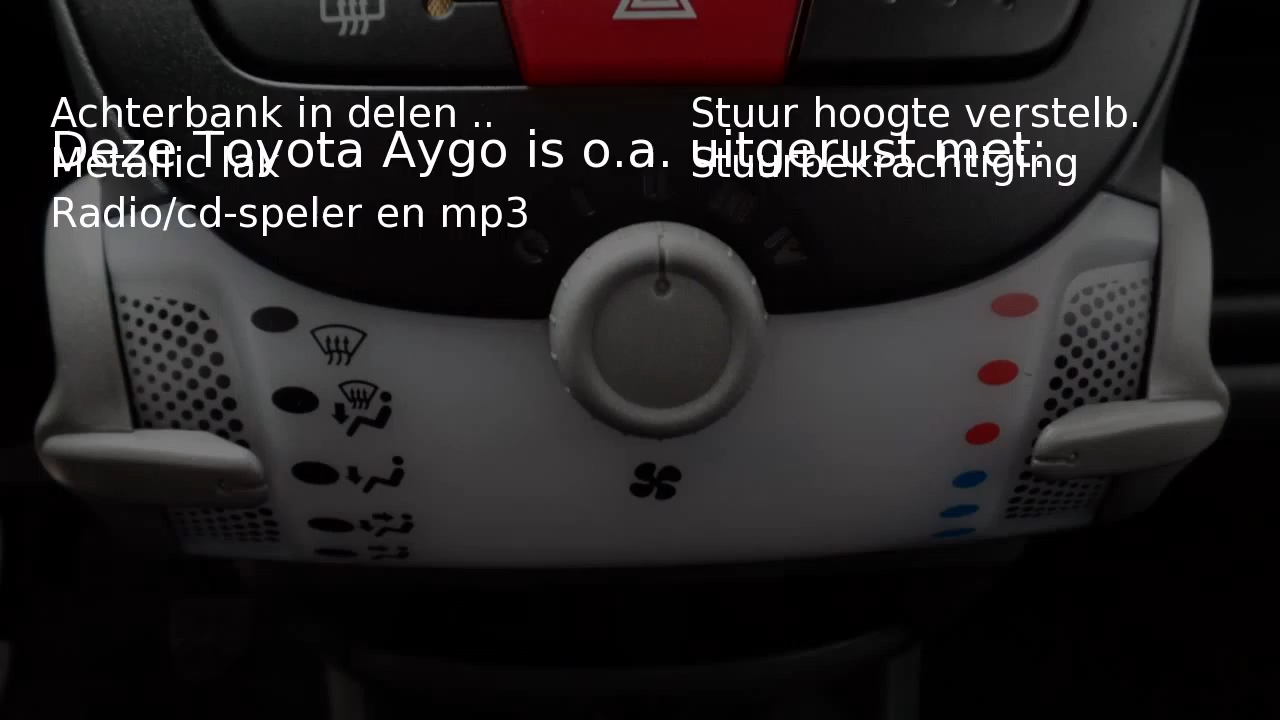 Achterbank in delen ..
Stuur hoogte verstelb.
Deze Toyota Aygo is o.a. uitgerust met:
Metallic lak
Stuurbekrachtiging
Radio/cd-speler en mp3